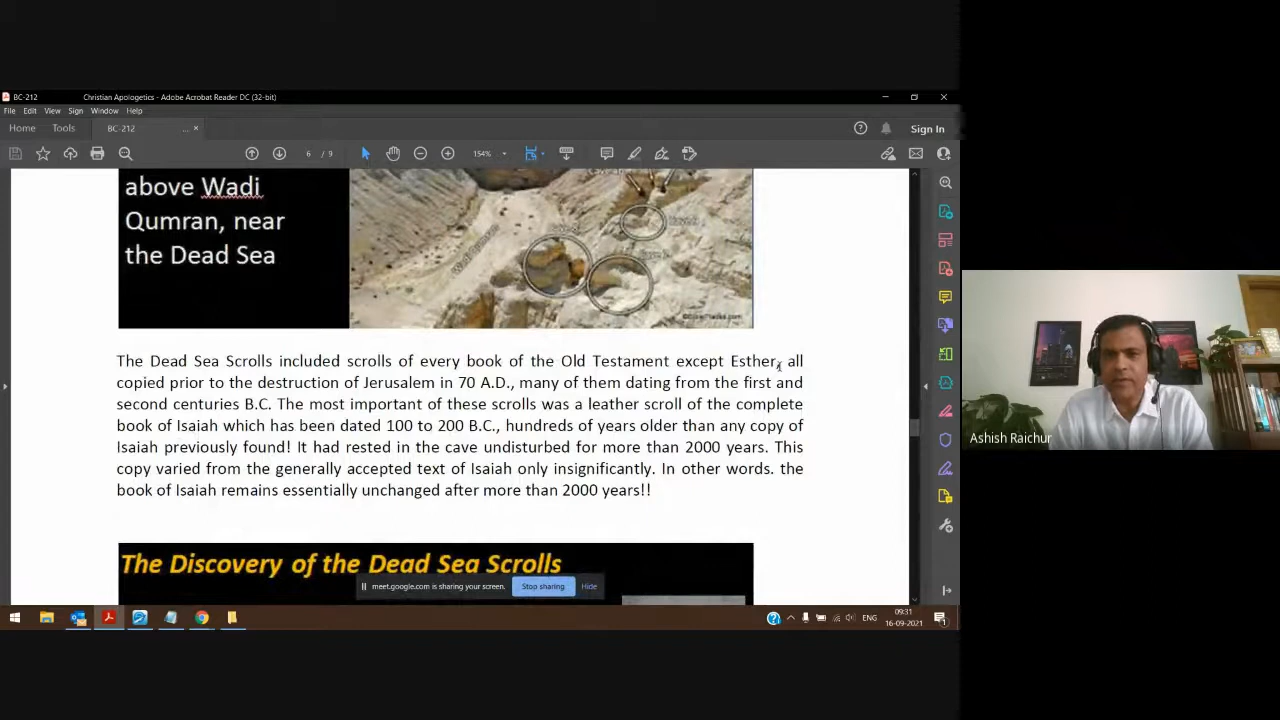 BC-212
Christian Apologetics - Adobe Acrobat Reader DC (32-bit)
File Edit View Sign Window Help
Home Tools BC-212 ... × Sign In
6 / 9 154%
above Wadi
Qumran, near
the Dead Sea
The Dead Sea Scrolls included scrolls of every book of the Old Testament except Esther, all
copied prior to the destruction of Jerusalem in 70 A.D., many of them dating from the first and
second centuries B.C. The most important of these scrolls was a leather scroll of the complete
book of Isaiah which has been dated 100 to 200 B.C., hundreds of years older than any copy of
Isaiah previously found! It had rested in the cave undisturbed for more than 2000 years. This
copy varied from the generally accepted text of Isaiah only insignificantly. In other words. the
book of Isaiah remains essentially unchanged after more than 2000 years!!
The Discovery of the Dead Sea Scrolls
meet.google.com is sharing your screen. Stop sharing Hide
Ashish Raichur
ENG
09:31
16-09-2021